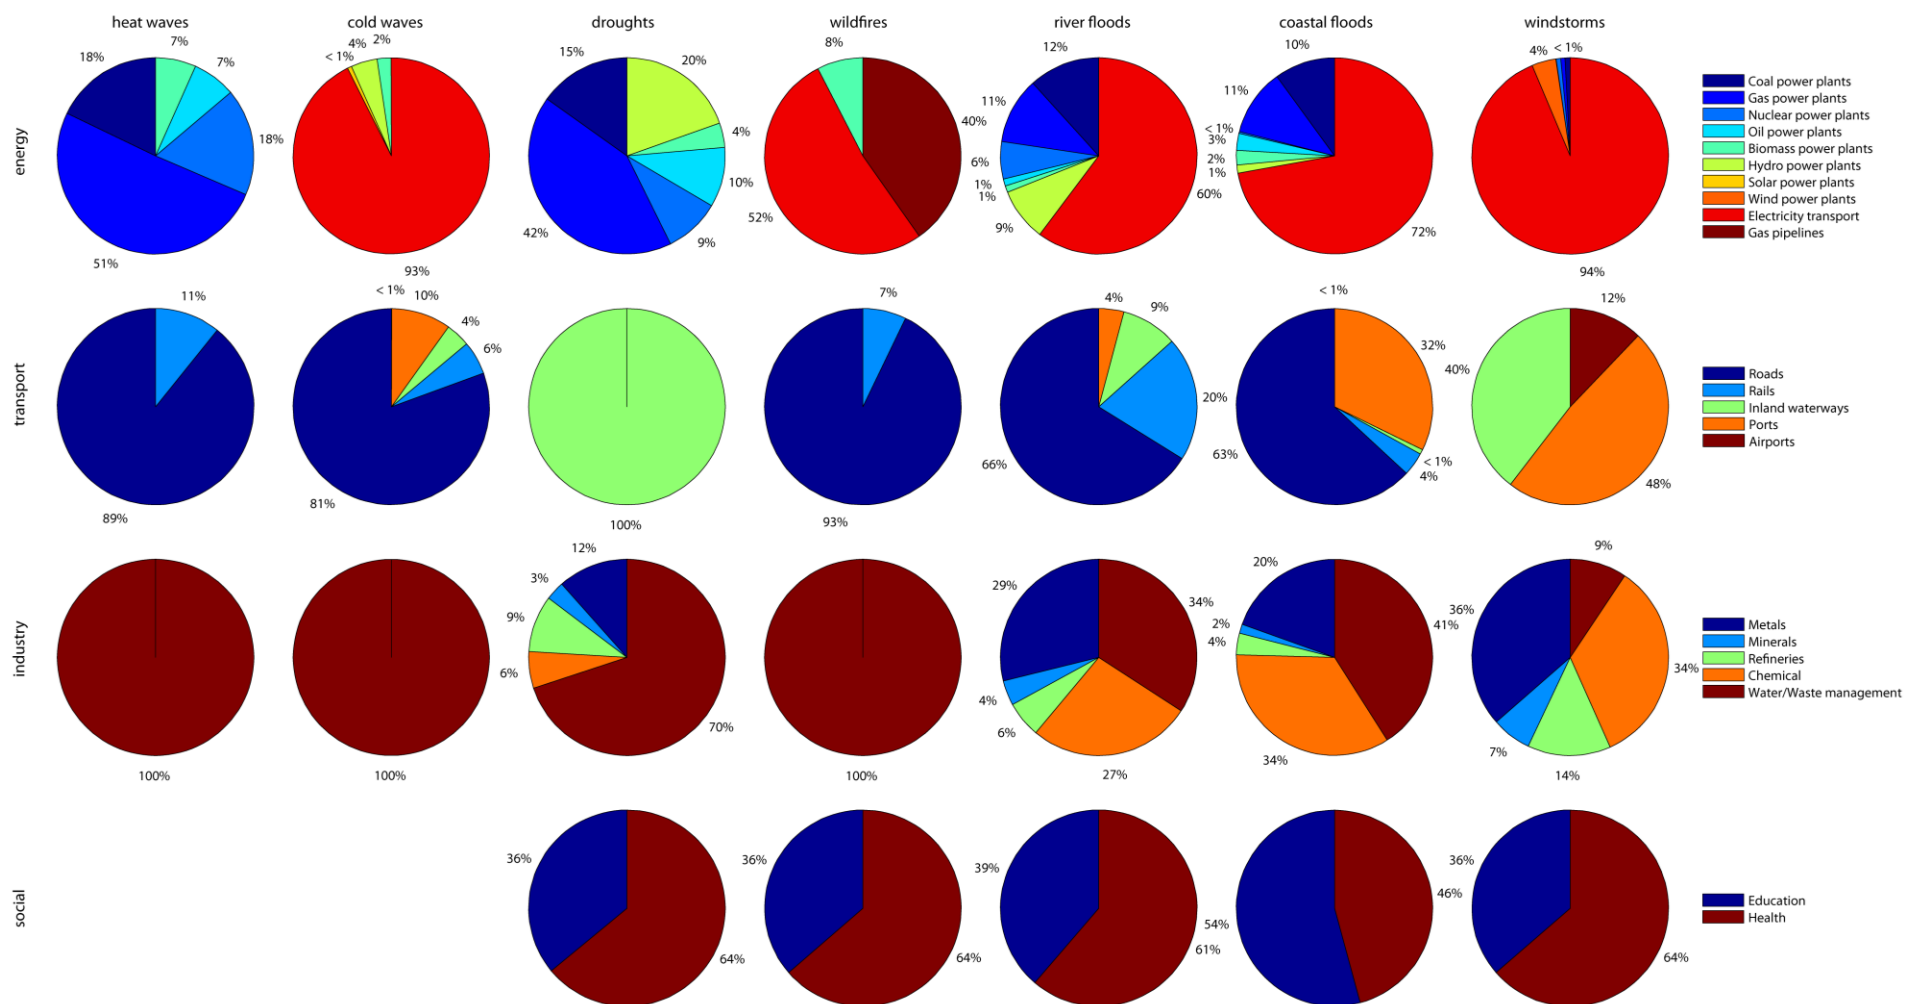 heat waves
cold waves
droughts
wildfires
river floods
coastal floods
windstorms
energy
18%
7%
7%
18%
51%
< 1%
4%
2%
93%
15%
20%
4%
10%
9%
42%
8%
40%
52%
12%
11%
6%
1%
1%
9%
60%
10%
11%
< 1%
3%
2%
1%
72%
4%
< 1%
94%
Coal power plants
Gas power plants
Nuclear power plants
Oil power plants
Biomass power plants
Hydro power plants
Solar power plants
Wind power plants
Electricity transport
Gas pipelines
transport
11%
89%
< 1%
10%
4%
6%
81%
100%
7%
93%
4%
9%
20%
66%
< 1%
32%
< 1%
4%
63%
12%
40%
48%
Roads
Rails
Inland waterways
Ports
Airports
industry
100%
100%
12%
3%
9%
6%
70%
100%
29%
34%
4%
6%
27%
20%
2%
4%
41%
34%
9%
36%
34%
7%
14%
Metals
Minerals
Refineries
Chemical
Water/Waste management
social
36%
64%
36%
64%
39%
61%
54%
46%
36%
64%
Education
Health